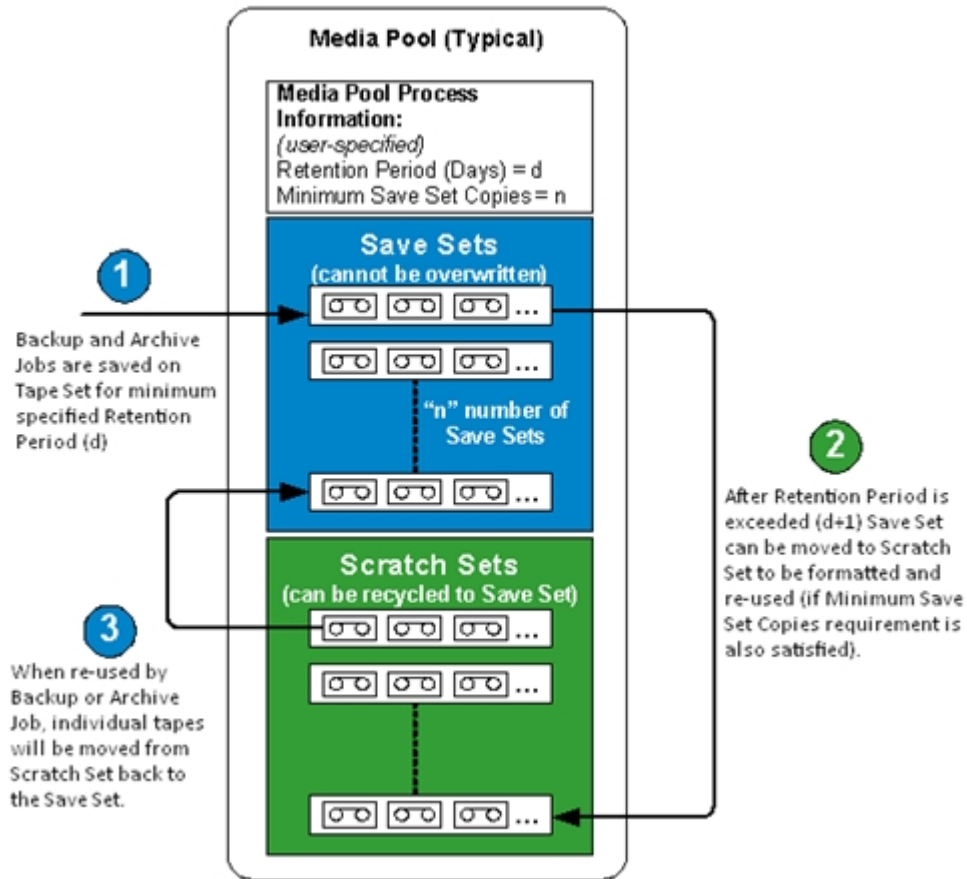 Media Pool (Typical)
Media Pool Process
Information:
(user-specified)
Retention Period (Days) = d
Minimum Save Set Copies = n
Save Sets
(cannot be overwritten)
...
...
"n" number of
Save Sets
...
Scratch Sets
(can be recycled to Save Set)
...
...
...
1
Backup and Archive
Jobs are saved on
Tape Set for minimum
specified Retention
Period (d)
2
After Retention Period is
exceeded (d+1) Save Set
can be moved to Scratch
Set to be formatted and
re-used (if Minimum Save
Set Copies requirement is
also satisfied).
3
When re-used by
Backup or Archive
Job, individual tapes
will be moved from
Scratch Set back to
the Save Set.